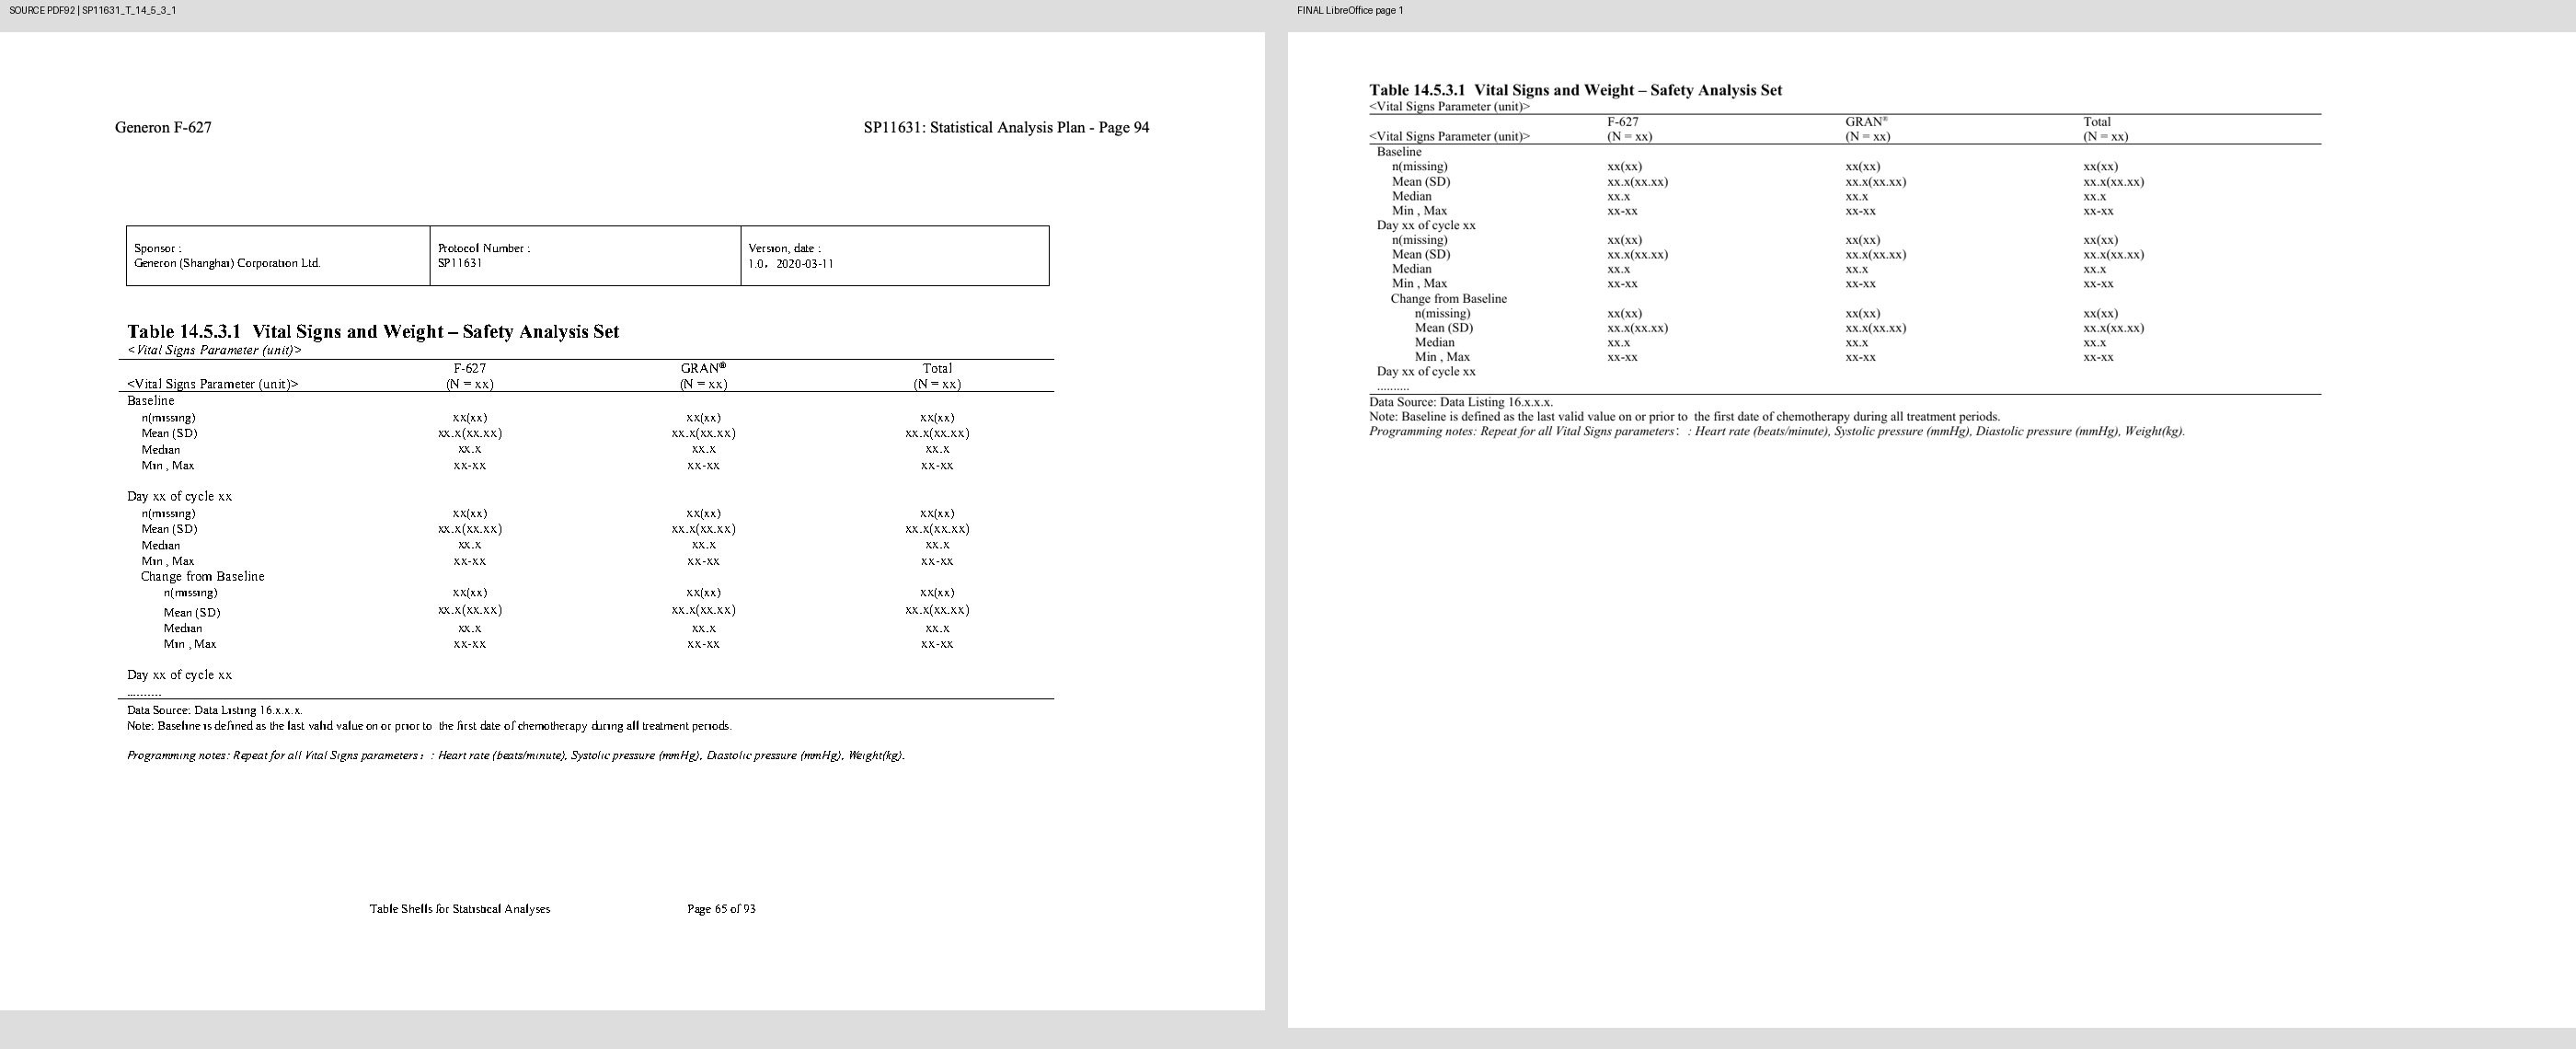 SOURCE PDF92 | SP11631_T_14_5_3_1
Generon F-627 SP11631: Statistical Analysis Plan - Page 94
Sponsor : Protocol Number : Version, date :
Generon (Shanghai) Corporation Ltd. SP11631 1.0，2020-03-11
Table 14.5.3.1 Vital Signs and Weight – Safety Analysis Set
<Vital Signs Parameter (unit)>
F-627 GRAN® Total
<Vital Signs Parameter (unit)> (N = xx) (N = xx) (N = xx)
Baseline
n(missing) xx(xx) xx(xx) xx(xx)
Mean (SD) xx.x(xx.xx) xx.x(xx.xx) xx.x(xx.xx)
Median xx.x xx.x xx.x
Min , Max xx-xx xx-xx xx-xx
Day xx of cycle xx
n(missing) xx(xx) xx(xx) xx(xx)
Mean (SD) xx.x(xx.xx) xx.x(xx.xx) xx.x(xx.xx)
Median xx.x xx.x xx.x
Min , Max xx-xx xx-xx xx-xx
Change from Baseline
n(missing) xx(xx) xx(xx) xx(xx)
Mean (SD) xx.x(xx.xx) xx.x(xx.xx) xx.x(xx.xx)
Median xx.x xx.x xx.x
Min , Max xx-xx xx-xx xx-xx
Day xx of cycle xx
..........
Data Source: Data Listing 16.x.x.x.
Note: Baseline is defined as the last valid value on or prior to the first date of chemotherapy during all treatment periods.
Programming notes: Repeat for all Vital Signs parameters：: Heart rate (beats/minute), Systolic pressure (mmHg), Diastolic pressure (mmHg), Weight(kg).
Table Shells for Statistical Analyses Page 65 of 93
FINAL LibreOffice page 1
Table 14.5.3.1 Vital Signs and Weight – Safety Analysis Set
<Vital Signs Parameter (unit)>
F-627 GRAN® Total
<Vital Signs Parameter (unit)> (N = xx) (N = xx) (N = xx)
Baseline
n(missing) xx(xx) xx(xx) xx(xx)
Mean (SD) xx.x(xx.xx) xx.x(xx.xx) xx.x(xx.xx)
Median xx.x xx.x xx.x
Min , Max xx-xx xx-xx xx-xx
Day xx of cycle xx
n(missing) xx(xx) xx(xx) xx(xx)
Mean (SD) xx.x(xx.xx) xx.x(xx.xx) xx.x(xx.xx)
Median xx.x xx.x xx.x
Min , Max xx-xx xx-xx xx-xx
Change from Baseline
n(missing) xx(xx) xx(xx) xx(xx)
Mean (SD) xx.x(xx.xx) xx.x(xx.xx) xx.x(xx.xx)
Median xx.x xx.x xx.x
Min , Max xx-xx xx-xx xx-xx
Day xx of cycle xx
..........
Data Source: Data Listing 16.x.x.x.
Note: Baseline is defined as the last valid value on or prior to the first date of chemotherapy during all treatment periods.
Programming notes: Repeat for all Vital Signs parameters：: Heart rate (beats/minute), Systolic pressure (mmHg), Diastolic pressure (mmHg), Weight(kg).